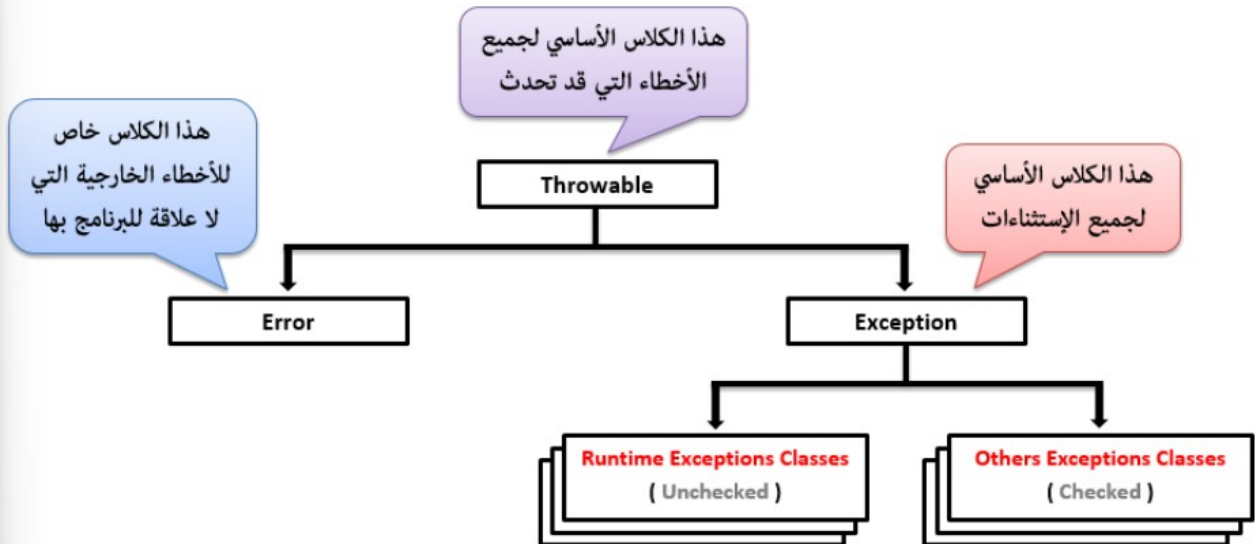 هذا الكلاس الأساسي لجميع
الأخطاء التي قد تحدث
هذا الكلاس خاص
للأخطاء الخارجية التي
لا علاقة للبرنامج بها
هذا الكلاس الأساسي
لجميع الإستثناءات
Throwable
Error
Exception
Runtime Exceptions Classes
( Unchecked )
Others Exceptions Classes
( Checked )